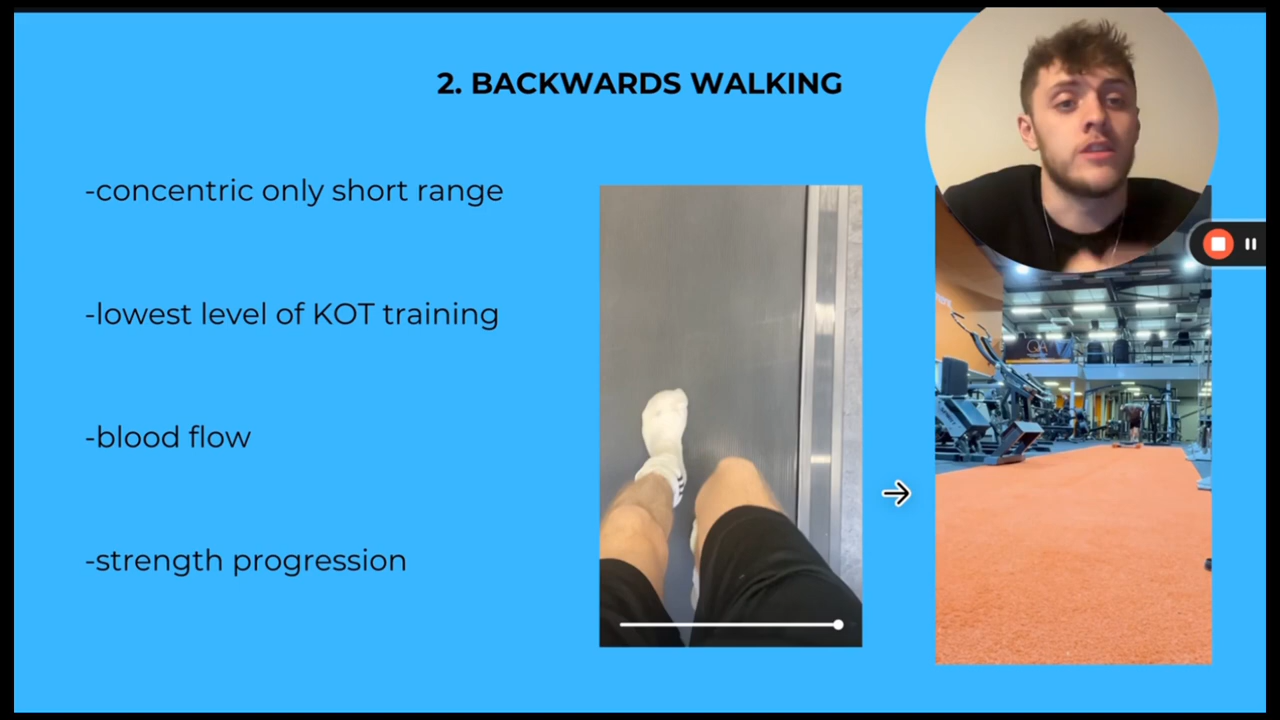 2. BACKWARDS WALKING
-concentric only short range
-lowest level of KOT training
-blood flow
-strength progression